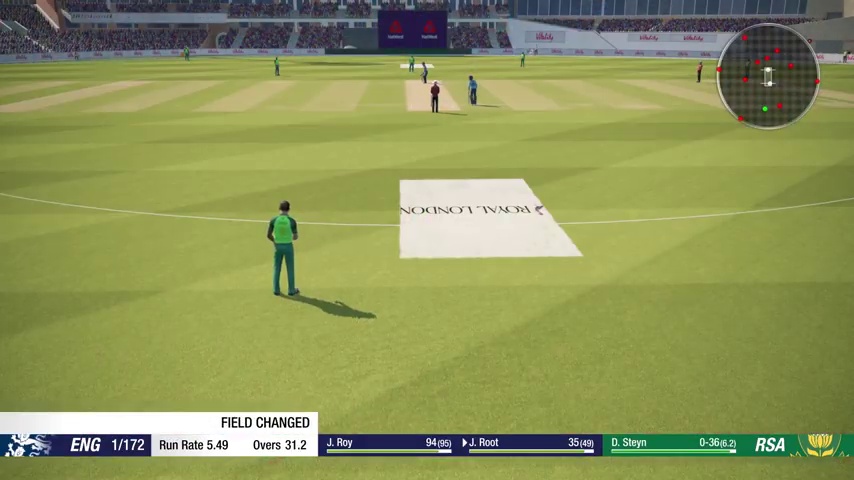 ROYAL LONDON
FIELD CHANGED
ENG 1/172 Run Rate 5.49 Overs 31.2 J. Roy 94(95) J. Root 35(49) D. Steyn 0-36(6.2) RSA